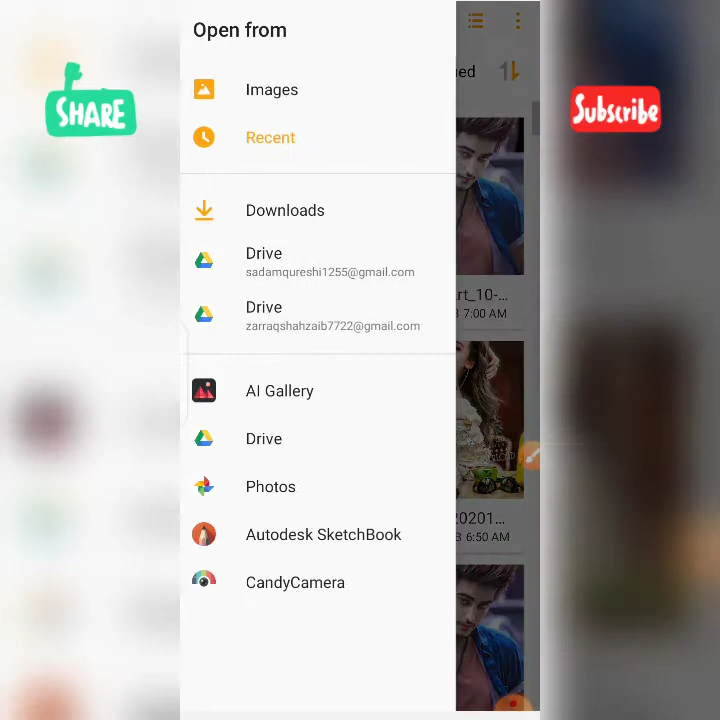 Open from
Images
Recent
Downloads
Drive
sadamqureshi1255@gmail.com
Drive
zarraqshahzaib7722@gmail.com
AI Gallery
Drive
Photos
Autodesk SketchBook
CandyCamera
SHARE
Subscribe
ued
rt_10-...
7:00 AM
20201...
6:50 AM